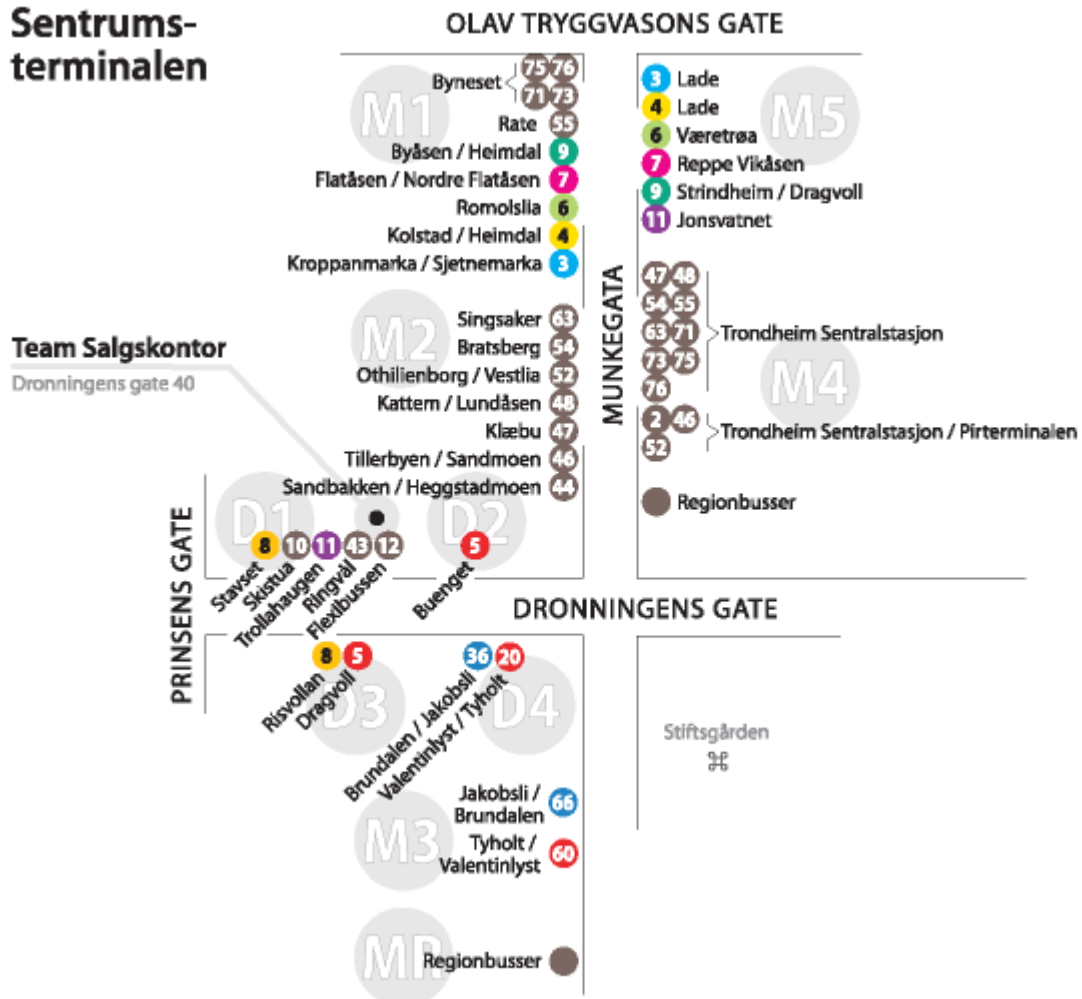 Sentrums-
terminalen
OLAV TRYGGVASONS GATE
M1
Byneset 75 76
71 73
Rate 55
Byåsen / Heimdal 9
Flatåsen / Nordre Flatåsen 7
Romolslia 6
Kolstad / Heimdal 4
Kroppanmarka / Sjetnemarka 3
M5
3 Lade
4 Lade
6 Væretrøa
7 Reppe Vikåsen
9 Strindheim / Dragvoll
11 Jonsvatnet
MUNKEGATA
M2
Singsaker 63
Bratsberg 54
Othilienborg / Vestlia 52
Kattem / Lundåsen 48
Klæbu 47
Tillerbyen / Sandmoen 46
Sandbakken / Heggstadmoen 44
M4
47 48
54 55
63 71
73 75
76
Trondheim Sentralstasjon
2 46
52
Trondheim Sentralstasjon / Pirterminalen
Regionbusser
Team Salgskontor
Dronningens gate 40
PRINSENS GATE
D1
8 Stavset
10 Skistua
11 Trollahaugen
43 Ringvål
12 Flexibussen
D2
5 Buenget
DRONNINGENS GATE
D3
8 Risvollan
5 Dragvoll
D4
36 Brundalen / Jakobsli
20 Valentinlyst / Tyholt
Stiftsgården
⌘
M3
Jakobsli /
Brundalen 66
Tyholt /
Valentinlyst 60
MR
Regionbusser